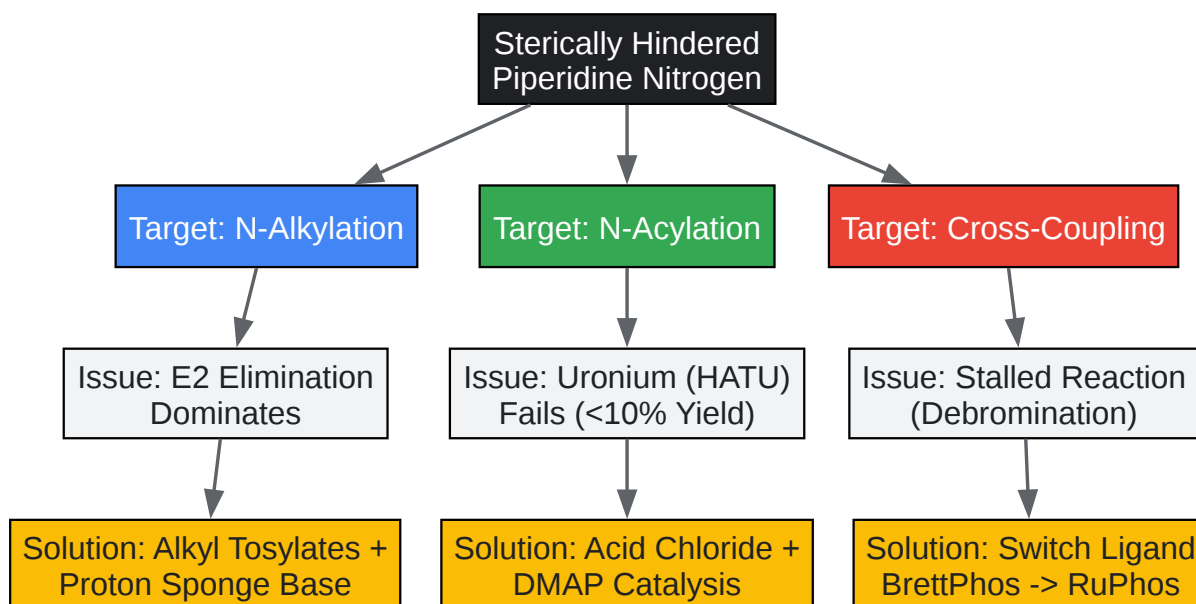 Sterically Hindered
Piperidine Nitrogen
Target: N-Alkylation
Target: N-Acylation
Target: Cross-Coupling
Issue: E2 Elimination
Dominates
Issue: Uronium (HATU)
Fails (<10% Yield)
Issue: Stalled Reaction
(Debromination)
Solution: Alkyl Tosylates +
Proton Sponge Base
Solution: Acid Chloride +
DMAP Catalysis
Solution: Switch Ligand
BrettPhos -> RuPhos